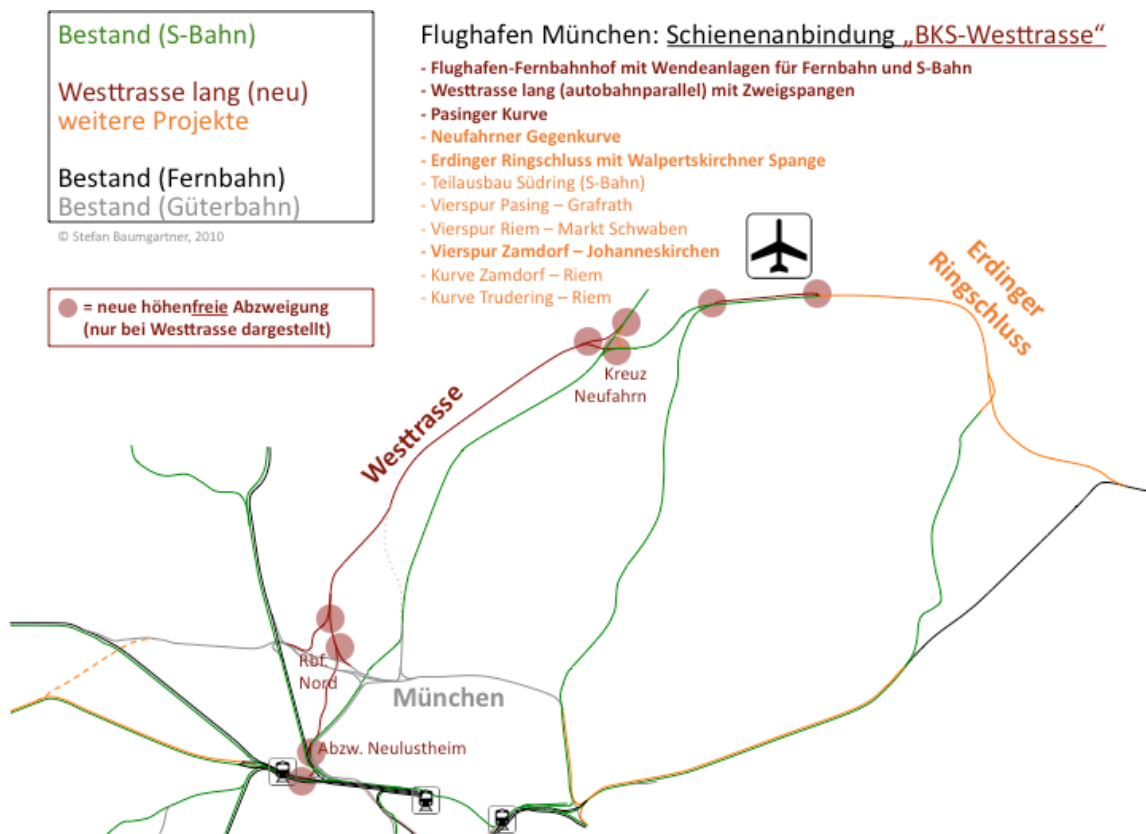 Bestand (S-Bahn)
Westtrasse lang (neu)
weitere Projekte
Bestand (Fernbahn)
Bestand (Güterbahn)
© Stefan Baumgartner, 2010
= neue höhenfreie Abzweigung
(nur bei Westtrasse dargestellt)
Flughafen München: Schienenanbindung „BKS-Westtrasse“
- Flughafen-Fernbahnhof mit Wendeanlagen für Fernbahn und S-Bahn
- Westtrasse lang (autobahnparallel) mit Zweigspangen
- Pasinger Kurve
- Neufahrner Gegenkurve
- Erdinger Ringschluss mit Walpertskirchner Spange
- Teilausbau Südring (S-Bahn)
- Vierspur Pasing – Grafrath
- Vierspur Riem – Markt Schwaben
- Vierspur Zamdorf – Johanneskirchen
- Kurve Zamdorf – Riem
- Kurve Trudering – Riem
Erdinger
Ringschluss
Kreuz
Neufahrn
Westtrasse
Rbf.
Nord
München
Abzw. Neulustheim